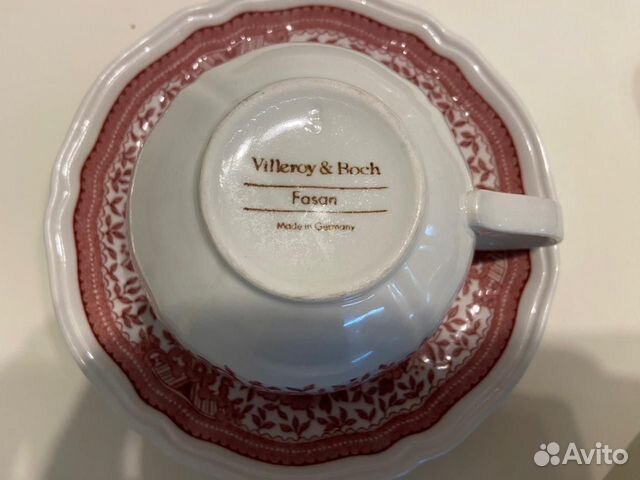 Villeroy & Boch
Fasan
Made in Germany
Avito